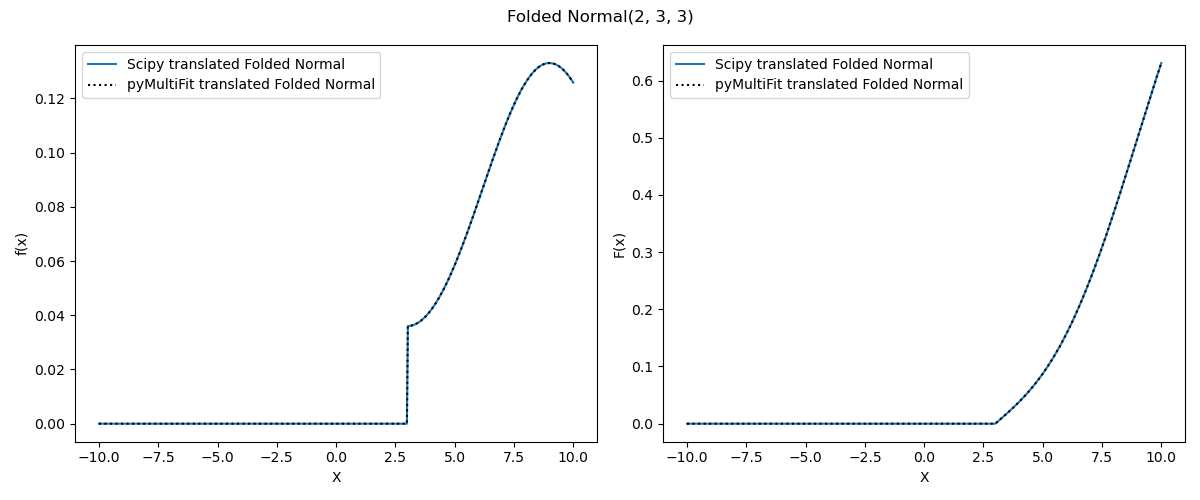 Folded Normal(2, 3, 3)
Scipy translated Folded Normal
pyMultiFit translated Folded Normal
f(x)
0.12
0.10
0.08
0.06
0.04
0.02
0.00
−10.0 −7.5 −5.0 −2.5 0.0 2.5 5.0 7.5 10.0
X
Scipy translated Folded Normal
pyMultiFit translated Folded Normal
F(x)
0.6
0.5
0.4
0.3
0.2
0.1
0.0
−10.0 −7.5 −5.0 −2.5 0.0 2.5 5.0 7.5 10.0
X